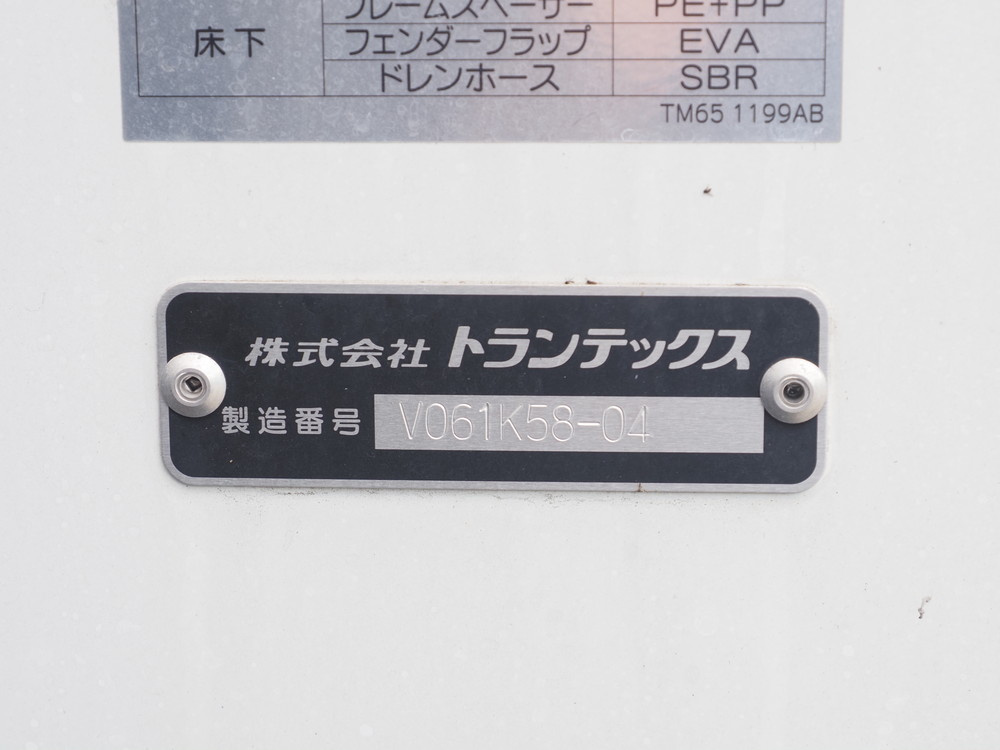 フレームスペーサー PE+PP
床下 フェンダーフラップ EVA
ドレンホース SBR
TM65 1199AB
株式会社 トランテックス
製造番号 V061K58-04